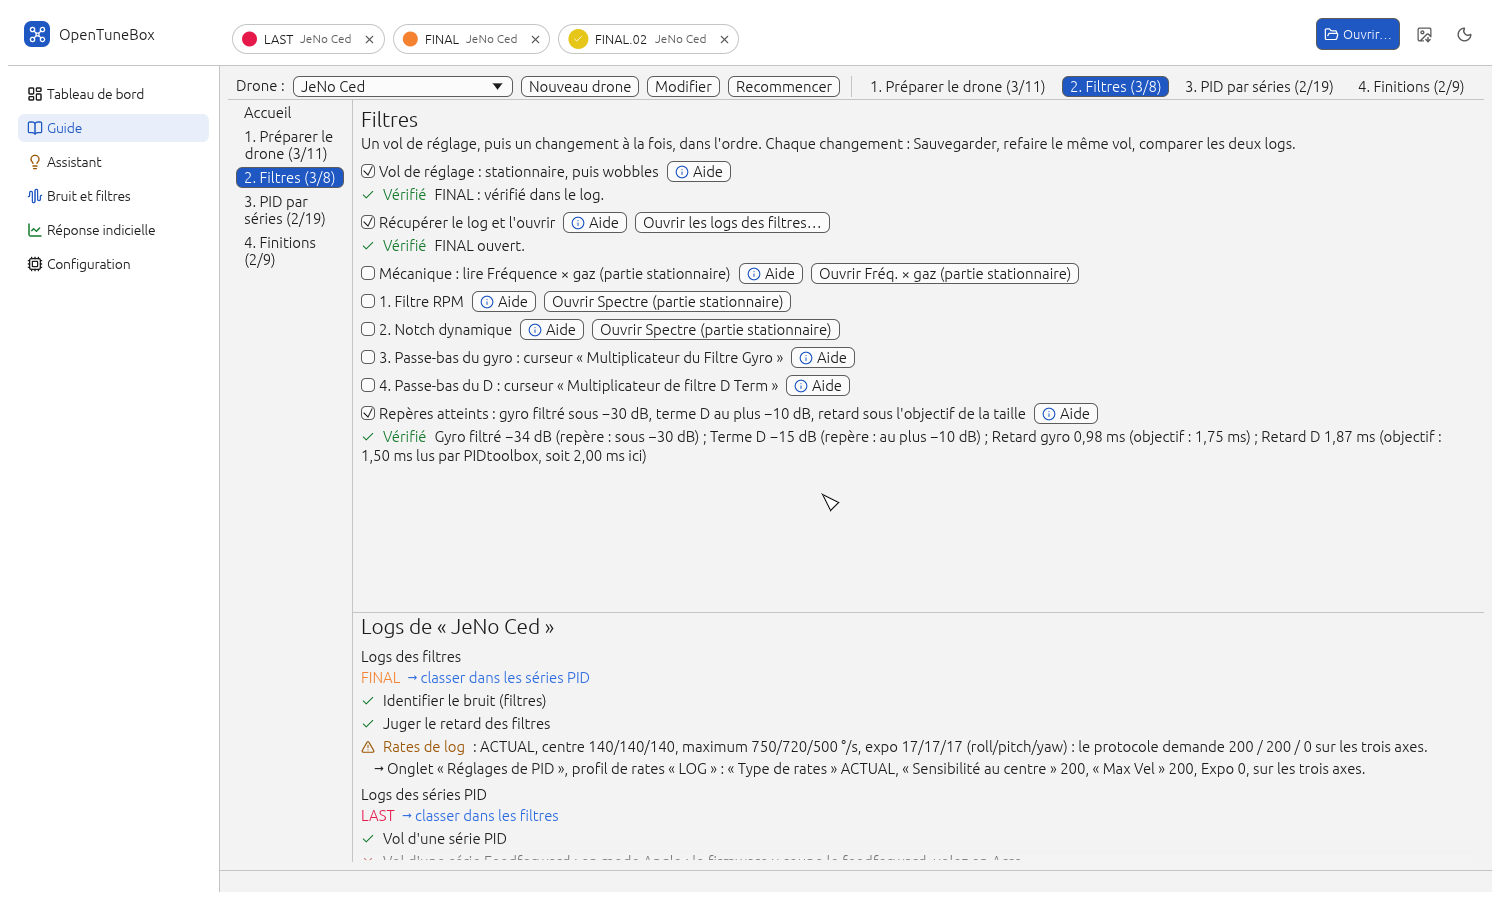 OpenTuneBox
LAST JeNo Ced ✕
FINAL JeNo Ced ✕
FINAL.02 JeNo Ced ✕
Ouvrir…
Tableau de bord
Guide
Assistant
Bruit et filtres
Réponse indicielle
Configuration
Drone : JeNo Ced Nouveau drone Modifier Recommencer 1. Préparer le drone (3/11) 2. Filtres (3/8) 3. PID par séries (2/19) 4. Finitions (2/9)
Accueil
1. Préparer le
drone (3/11)
2. Filtres (3/8)
3. PID par
séries (2/19)
4. Finitions
(2/9)
Filtres
Un vol de réglage, puis un changement à la fois, dans l'ordre. Chaque changement : Sauvegarder, refaire le même vol, comparer les deux logs.
Vol de réglage : stationnaire, puis wobbles Aide
✓ Vérifié FINAL : vérifié dans le log.
Récupérer le log et l'ouvrir Aide Ouvrir les logs des filtres…
✓ Vérifié FINAL ouvert.
Mécanique : lire Fréquence × gaz (partie stationnaire) Aide Ouvrir Fréq. × gaz (partie stationnaire)
1. Filtre RPM Aide Ouvrir Spectre (partie stationnaire)
2. Notch dynamique Aide Ouvrir Spectre (partie stationnaire)
3. Passe-bas du gyro : curseur « Multiplicateur du Filtre Gyro » Aide
4. Passe-bas du D : curseur « Multiplicateur de filtre D Term » Aide
Repères atteints : gyro filtré sous −30 dB, terme D au plus −10 dB, retard sous l'objectif de la taille Aide
✓ Vérifié Gyro filtré −34 dB (repère : sous −30 dB) ; Terme D −15 dB (repère : au plus −10 dB) ; Retard gyro 0,98 ms (objectif : 1,75 ms) ; Retard D 1,87 ms (objectif :
1,50 ms lus par PIDtoolbox, soit 2,00 ms ici)
Logs de « JeNo Ced »
Logs des filtres
FINAL → classer dans les séries PID
✓ Identifier le bruit (filtres)
✓ Juger le retard des filtres
Rates de log : ACTUAL, centre 140/140/140, maximum 750/720/500 °/s, expo 17/17/17 (roll/pitch/yaw) : le protocole demande 200 / 200 / 0 sur les trois axes.
→ Onglet « Réglages de PID », profil de rates « LOG » : « Type de rates » ACTUAL, « Sensibilité au centre » 200, « Max Vel » 200, Expo 0, sur les trois axes.
Logs des séries PID
LAST → classer dans les filtres
✓ Vol d'une série PID
Vol d'une série Feedforward : en mode Angle : le firmware y coupe le feedforward, volez en Acro